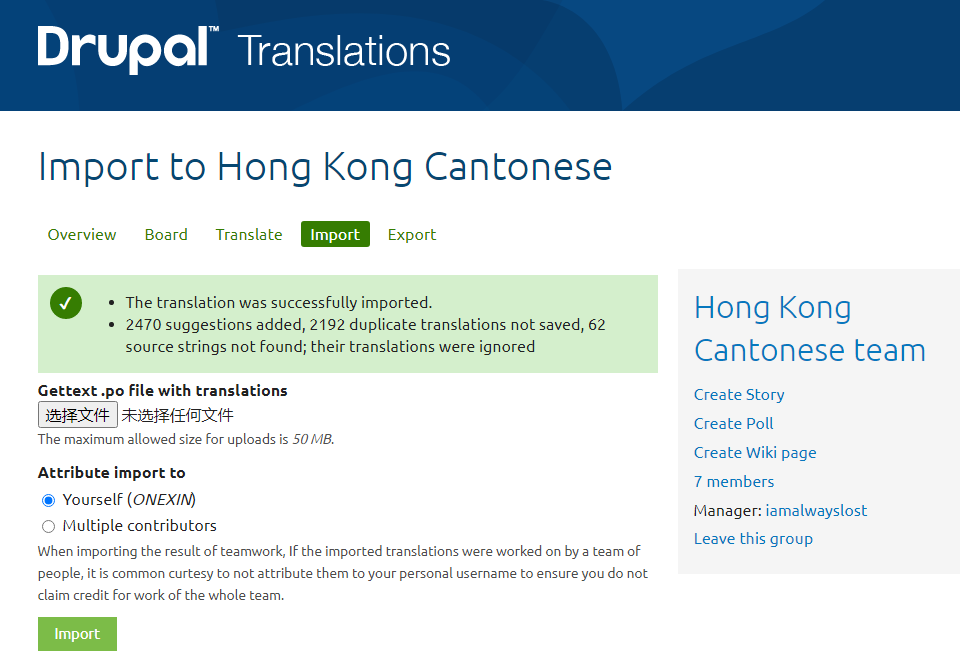 Drupal™ Translations
Import to Hong Kong Cantonese
Overview Board Translate Import Export
The translation was successfully imported.
2470 suggestions added, 2192 duplicate translations not saved, 62
source strings not found; their translations were ignored
Gettext .po file with translations
选择文件 未选择任何文件
The maximum allowed size for uploads is 50 MB.
Attribute import to
Yourself (ONEXIN)
Multiple contributors
When importing the result of teamwork, If the imported translations were worked on by a team of
people, it is common curtesy to not attribute them to your personal username to ensure you do not
claim credit for work of the whole team.
Import
Hong Kong
Cantonese team
Create Story
Create Poll
Create Wiki page
7 members
Manager: iamalwayslost
Leave this group